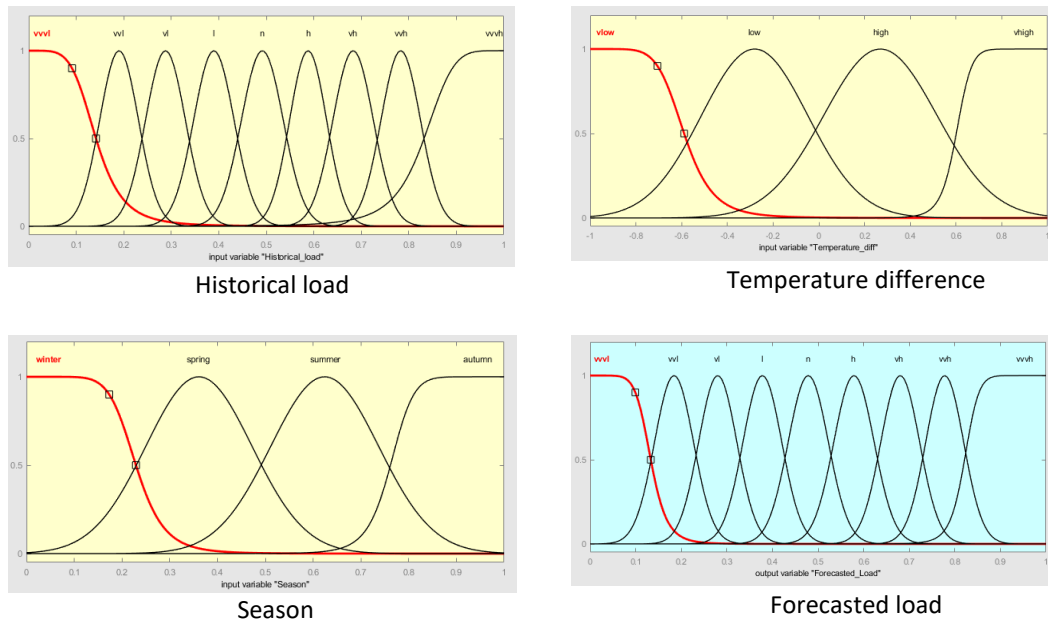 vvvl vvl vl l n h vh vvh vvvh
1
0.5
0
0 0.1 0.2 0.3 0.4 0.5 0.6 0.7 0.8 0.9 1
input variable "Historical_load"
Historical load
vlow low high vhigh
1
0.5
0
-1 -0.8 -0.6 -0.4 -0.2 0 0.2 0.4 0.6 0.8 1
input variable "Temperature_diff"
Temperature difference
winter spring summer autumn
1
0.5
0
0 0.1 0.2 0.3 0.4 0.5 0.6 0.7 0.8 0.9 1
input variable "Season"
Season
vvvl vvl vl l n h vh vvh vvvh
1
0.5
0
0 0.1 0.2 0.3 0.4 0.5 0.6 0.7 0.8 0.9 1
output variable "Forecasted_Load"
Forecasted load